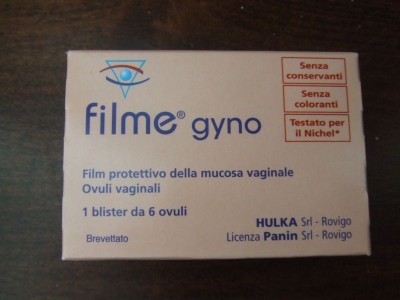 Senza
conservanti
Senza
coloranti
Testato per
il Nichel*
filme® gyno
Film protettivo della mucosa vaginale
Ovuli vaginali
1 blister da 6 ovuli
HULKA Srl - Rovigo
Brevettato
Licenza Panin Srl - Rovigo